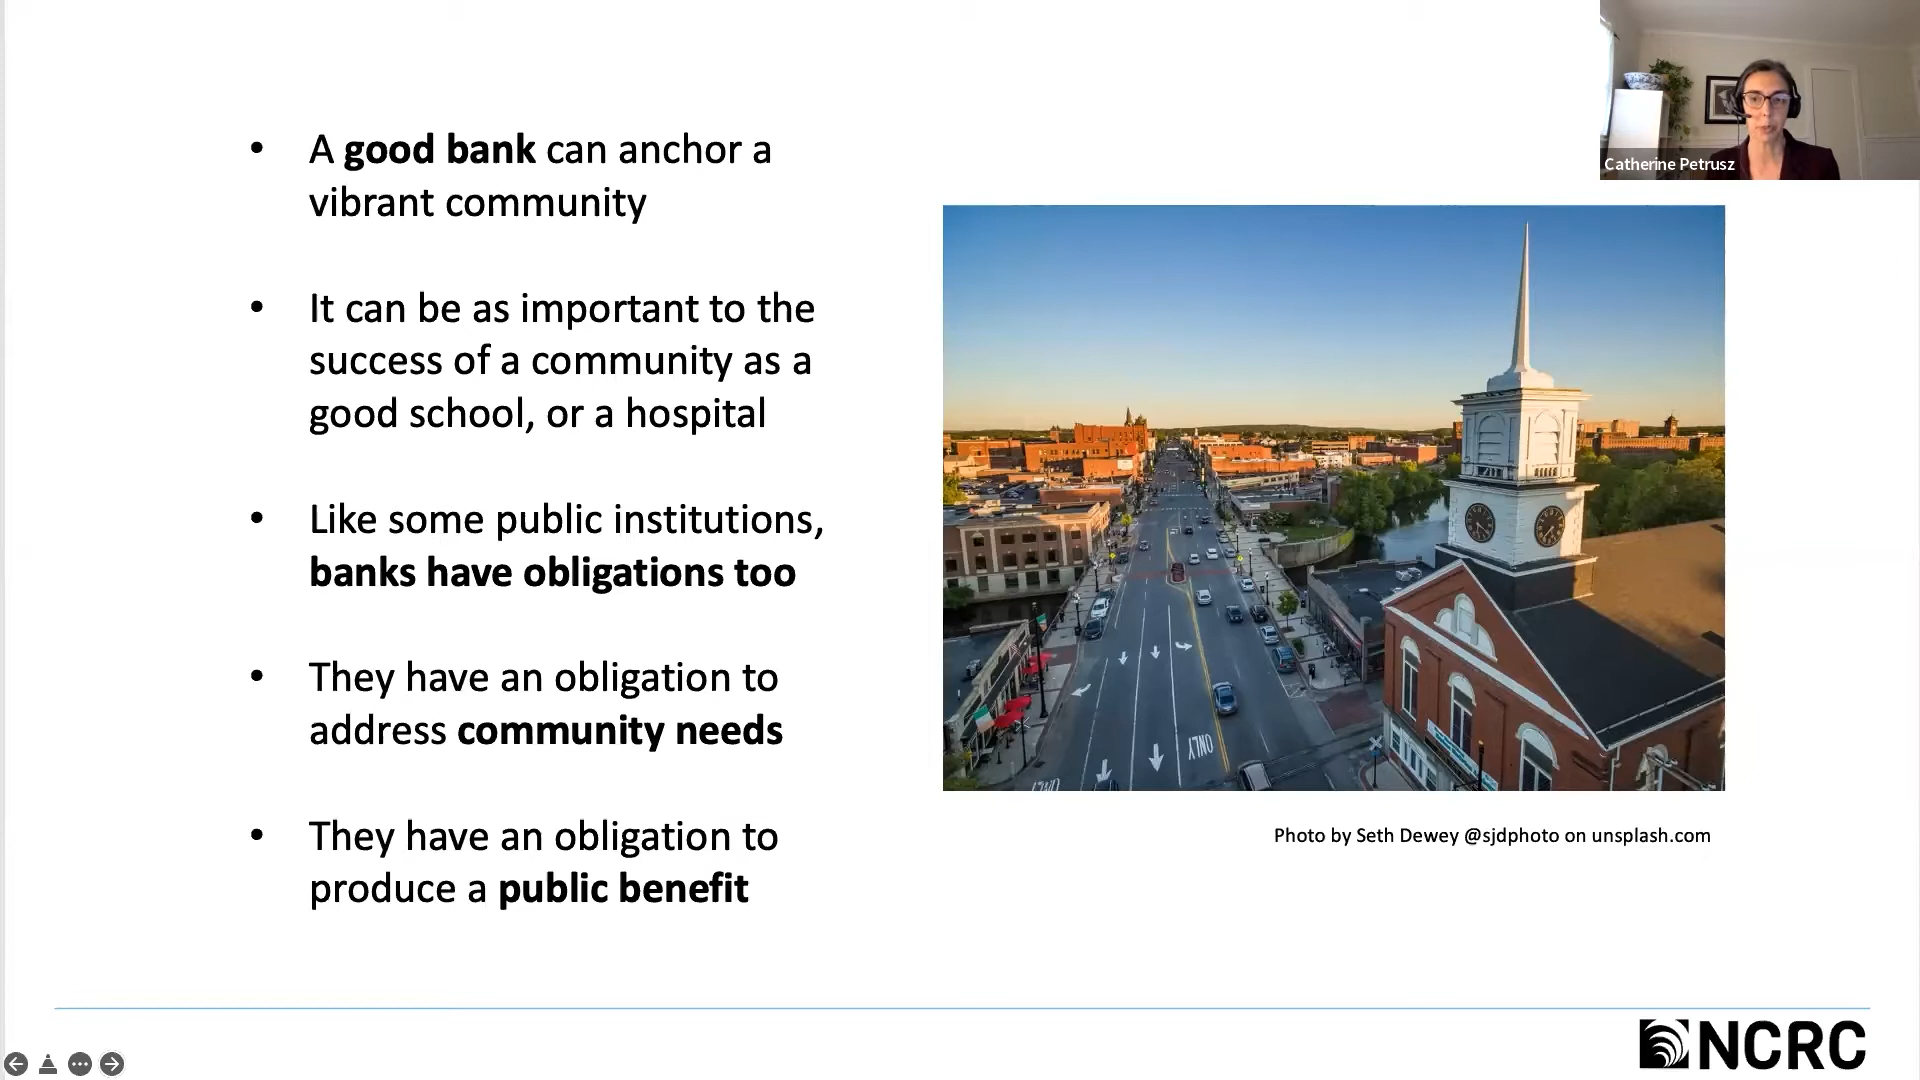 Catherine Petrusz
• A good bank can anchor a
vibrant community
• It can be as important to the
success of a community as a
good school, or a hospital
• Like some public institutions,
banks have obligations too
• They have an obligation to
address community needs
• They have an obligation to
produce a public benefit
ONLY
Photo by Seth Dewey @sjdphoto on unsplash.com
NCRC